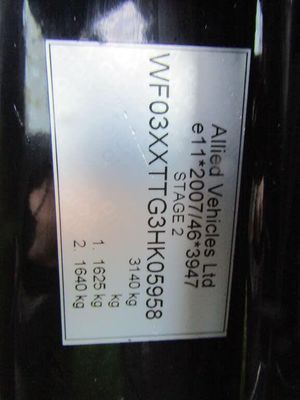 Allied Vehicles Ltd
e11*2007/46*3947
STAGE 2
WF03XXTTG3HK05958
3140 kg
kg
1. 1625 kg
2. 1640 kg